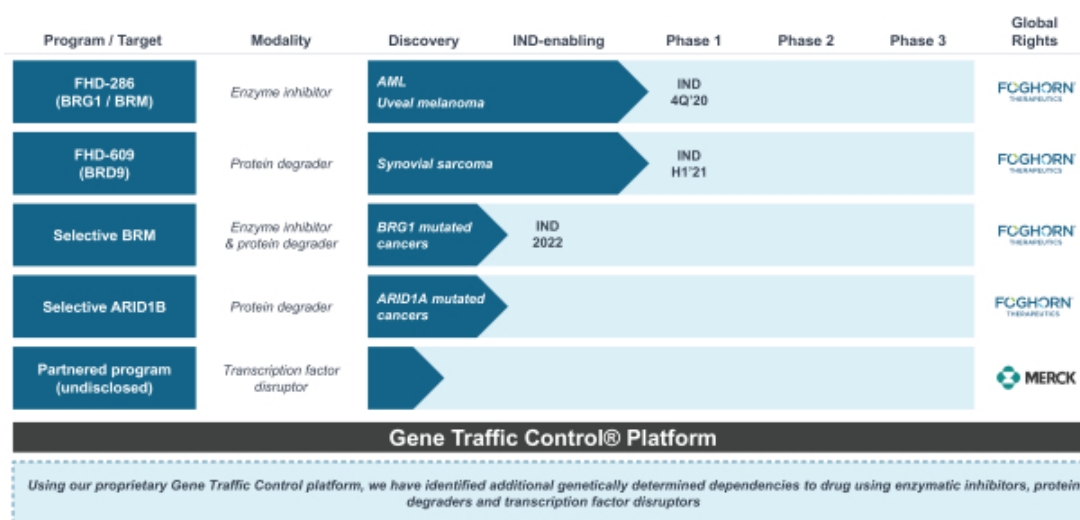 Program / Target Modality Discovery IND-enabling Phase 1 Phase 2 Phase 3 Global Rights
FHD-286
(BRG1 / BRM)
Enzyme inhibitor
AML
Uveal melanoma
IND
4Q'20
FOGHORN
THERAPEUTICS
FHD-609
(BRD9)
Protein degrader
Synovial sarcoma
IND
H1'21
FOGHORN
THERAPEUTICS
Selective BRM
Enzyme inhibitor
& protein degrader
BRG1 mutated
cancers
IND
2022
FOGHORN
THERAPEUTICS
Selective ARID1B
Protein degrader
ARID1A mutated
cancers
FOGHORN
THERAPEUTICS
Partnered program
(undisclosed)
Transcription factor
disruptor
MERCK
Gene Traffic Control® Platform
Using our proprietary Gene Traffic Control platform, we have identified additional genetically determined dependencies to drug using enzymatic inhibitors, protein
degraders and transcription factor disruptors